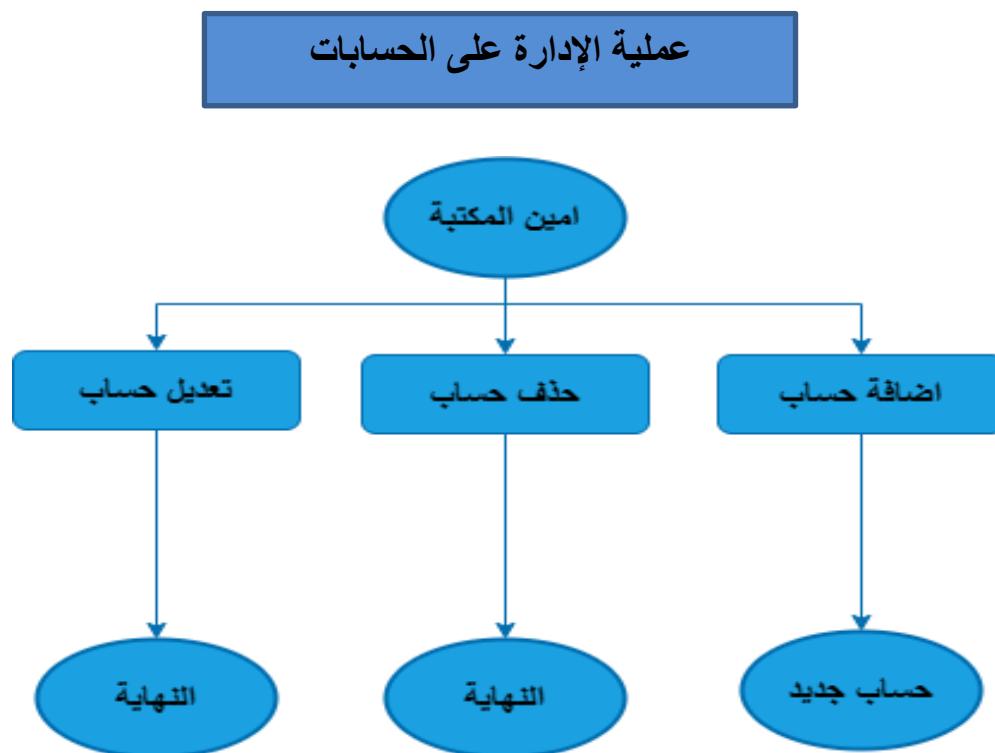 عملية الإدارة على الحسابات
امين المكتبة
اضافة حساب
حذف حساب
تعديل حساب
حساب جديد
النهاية
النهاية